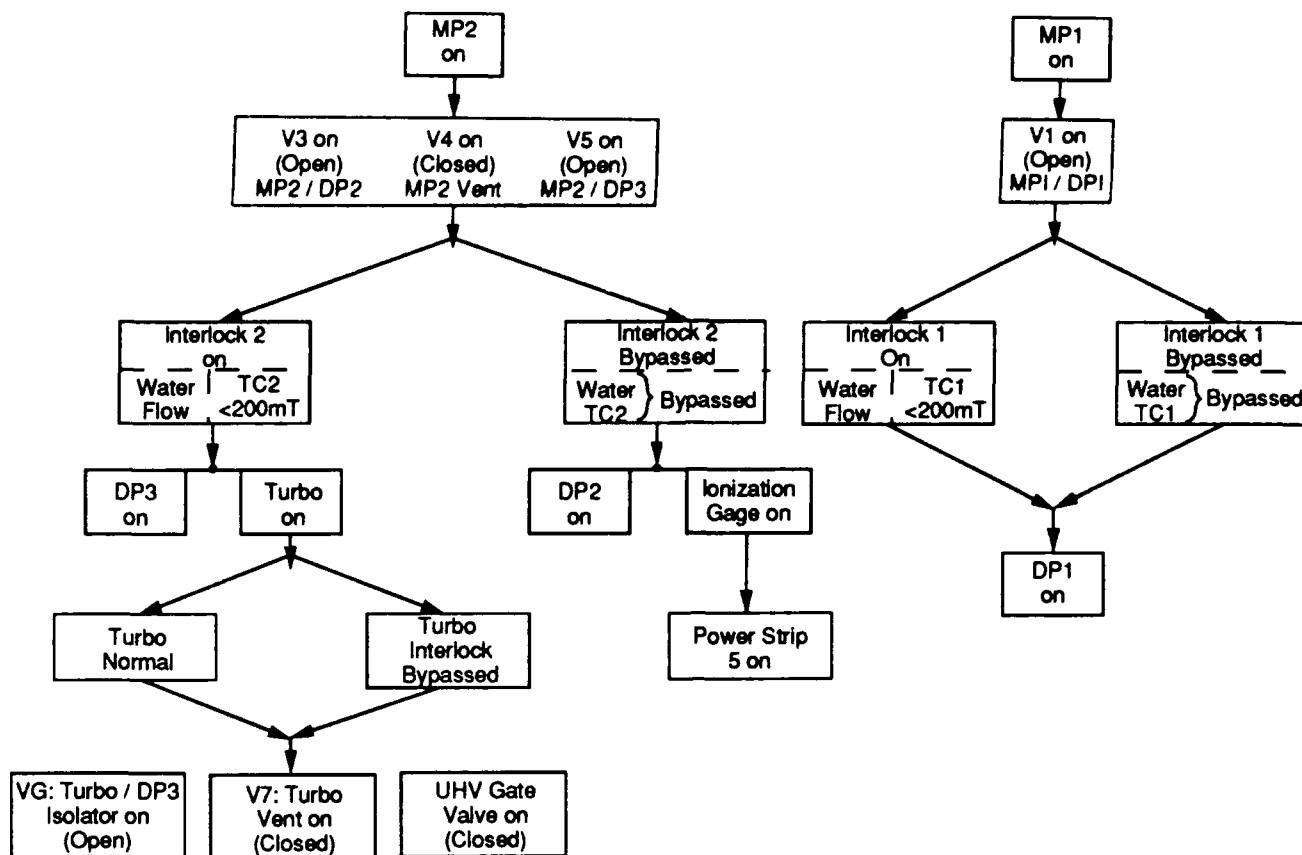 MP2
on
MP1
on
V3 on
(Open)
MP2 / DP2
V4 on
(Closed)
MP2 Vent
V5 on
(Open)
MP2 / DP3
V1 on
(Open)
MPI / DPI
Interlock 2
on
Water
Flow
TC2
<200mT
Interlock 2
Bypassed
Water
TC2
Bypassed
Interlock 1
On
Water
Flow
TC1
<200mT
Interlock 1
Bypassed
Water
TC1
Bypassed
DP3
on
Turbo
on
DP2
on
Ionization
Gage on
DP1
on
Turbo
Normal
Turbo
Interlock
Bypassed
Power Strip
5 on
VG: Turbo / DP3
Isolator on
(Open)
V7: Turbo
Vent on
(Closed)
UHV Gate
Valve on
(Closed)